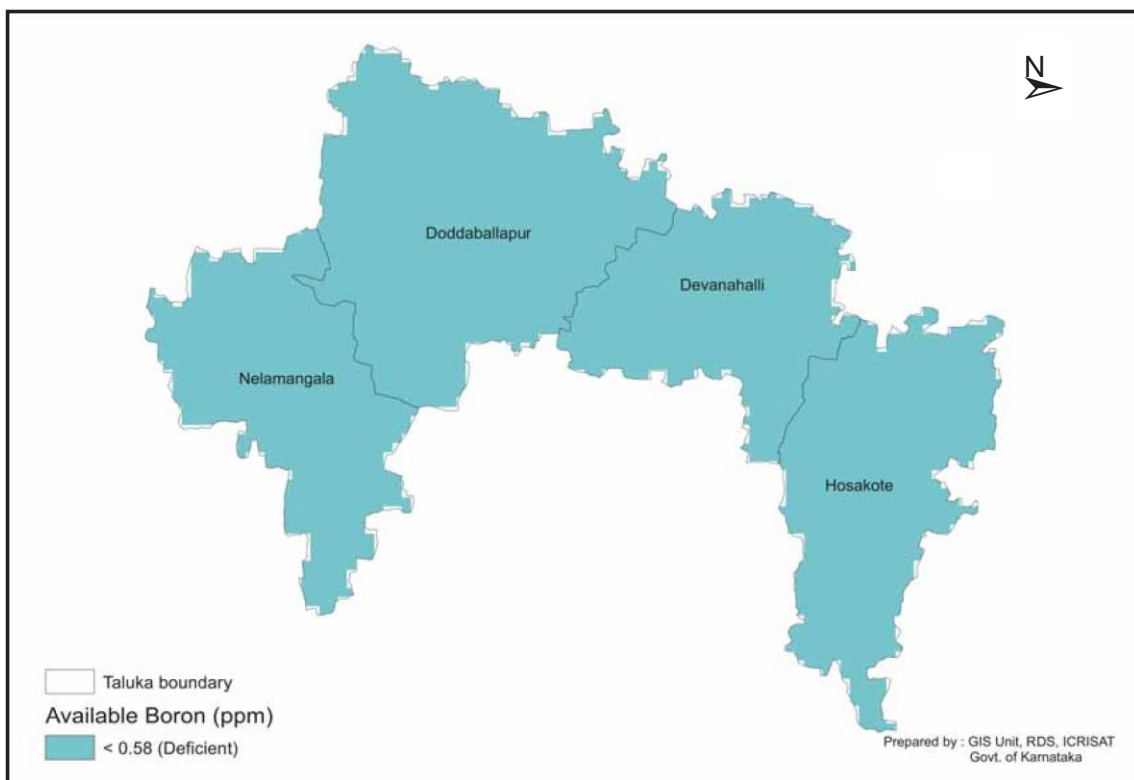 N
Doddaballapur
Devanahalli
Nelamangala
Hosakote
Taluka boundary
Available Boron (ppm)
< 0.58 (Deficient)
Prepared by : GIS Unit, RDS, ICRISAT
Govt. of Karnataka